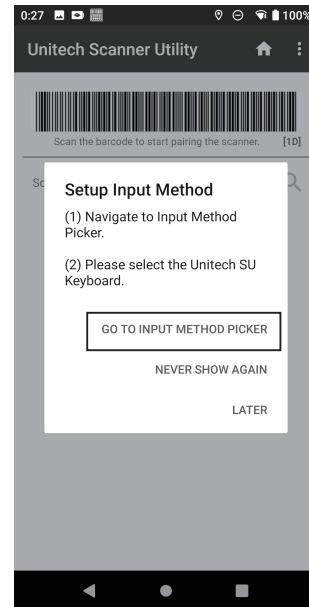 0:27
100%
Unitech Scanner Utility
Scan the barcode to start pairing the scanner.
[1D]
Sc
Setup Input Method
(1) Navigate to Input Method
Picker.
(2) Please select the Unitech SU
Keyboard.
GO TO INPUT METHOD PICKER
NEVER SHOW AGAIN
LATER